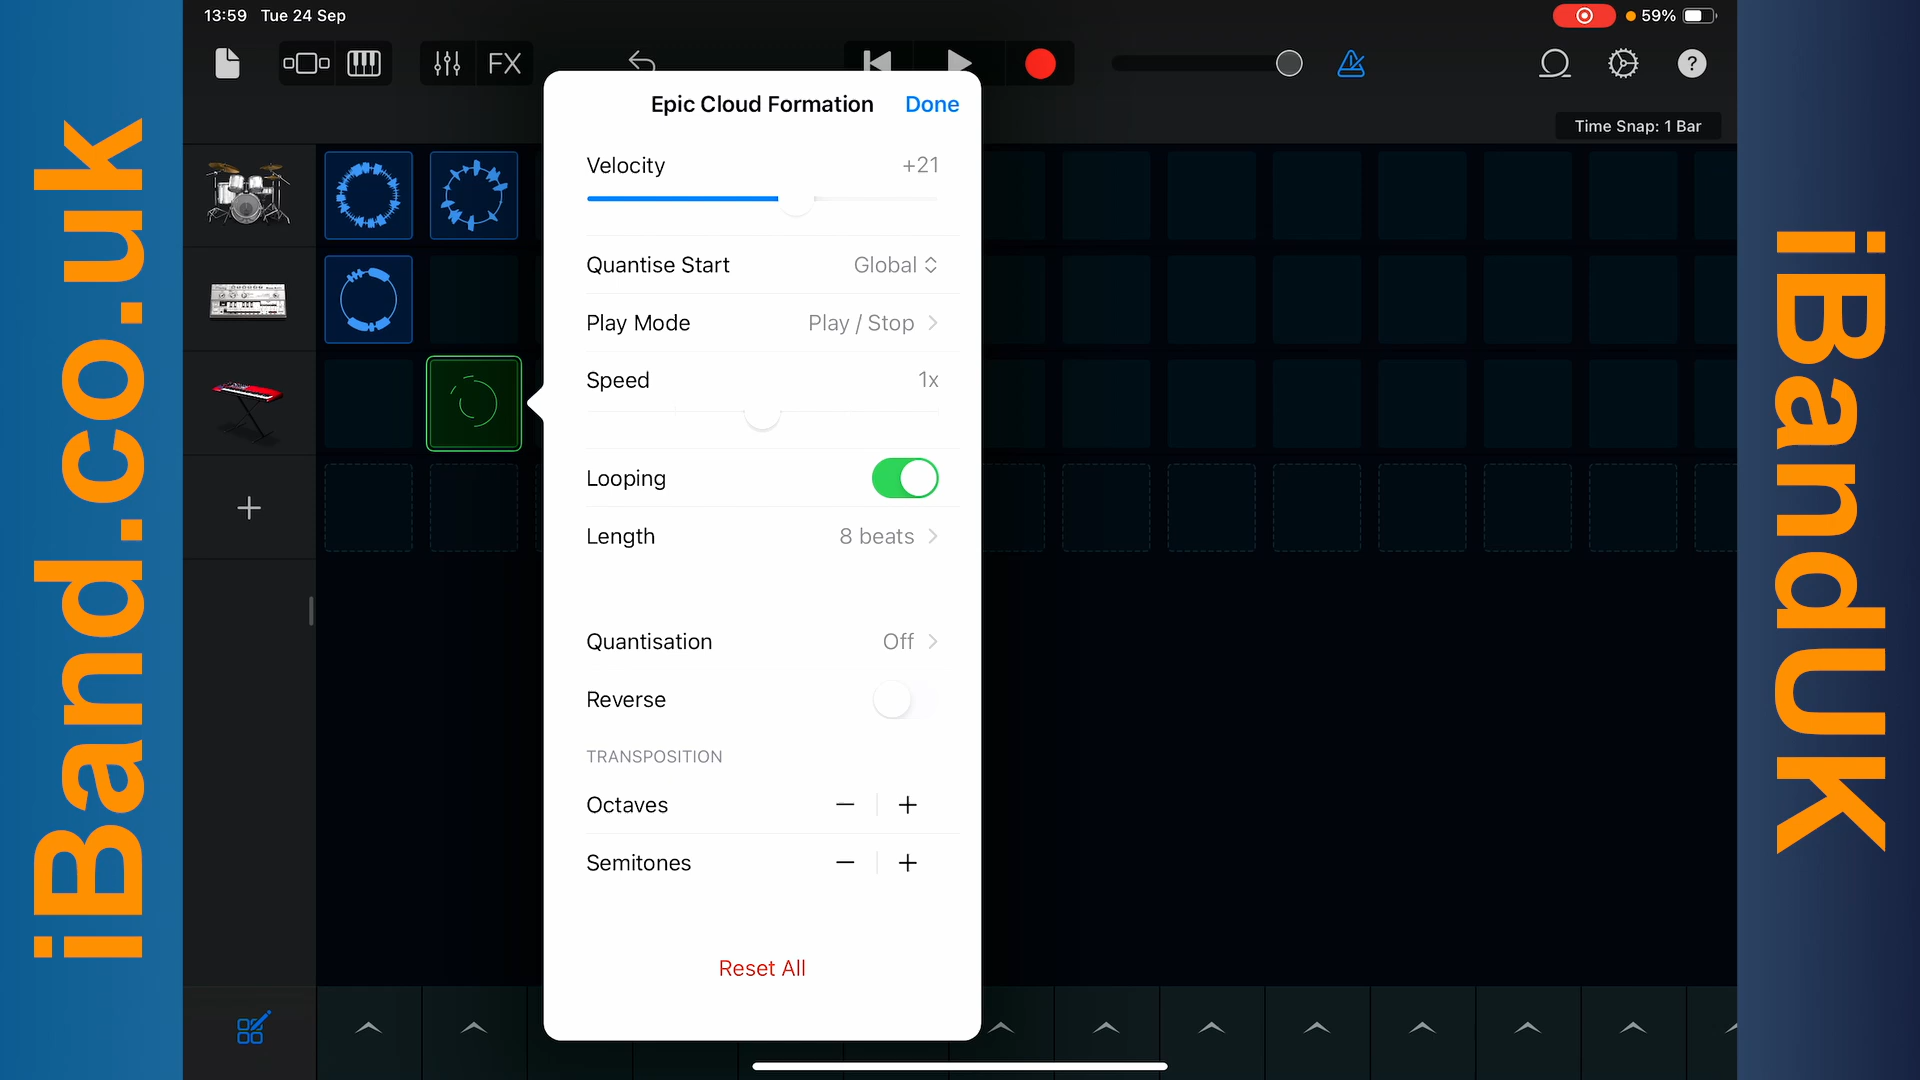 13:59 Tue 24 Sep
59%
FX
?
Time Snap: 1 Bar
Epic Cloud Formation
Done
Velocity +21
Quantise Start Global
Play Mode Play / Stop
Speed 1x
Looping
Length 8 beats
Quantisation Off
Reverse
TRANSPOSITION
Octaves − +
Semitones − +
Reset All
iBand.co.uk
iBandUK